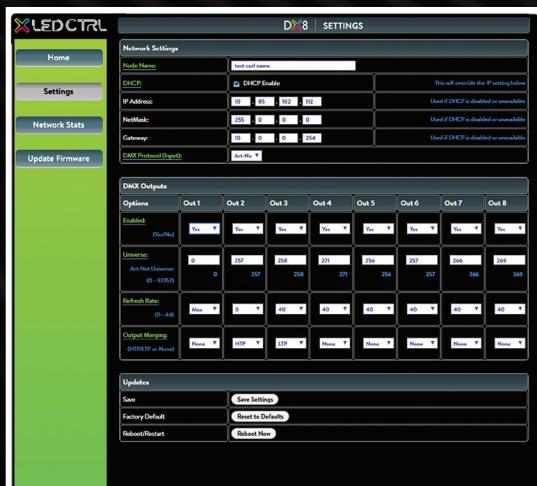 LEDCTRL
DX8 SETTINGS
Home
Settings
Network Stats
Update Firmware
Network Settings
Node Name: test curl name
DHCP: DHCP Enable This will override the IP setting below
IP Address: 10 . 85 . 102 . 112 Used if DHCP is disabled or unavailable
NetMask: 255 . 0 . 0 . 0 Used if DHCP is disabled or unavailable
Gateway: 10 . 0 . 0 . 254 Used if DHCP is disabled or unavailable
DMX Protocol (Input): Art-Ne
DMX Outputs
Options Out 1 Out 2 Out 3 Out 4 Out 5 Out 6 Out 7 Out 8
Enabled: Yes Yes Yes Yes Yes Yes Yes Yes
(Yes/No)
Universe: 0 257 258 271 256 257 266 269
Art-Net Universe: 0 257 258 271 256 257 266 269
(0 - 32767)
Refresh Rate: Max 0 40 40 40 40 40 40
(0 - 44)
Output Merging: None HTP LTP None None None None None
(HTP/LTP or None)
Updates
Save Save Settings
Factory Default Reset to Defaults
Reboot/Restart Reboot Now